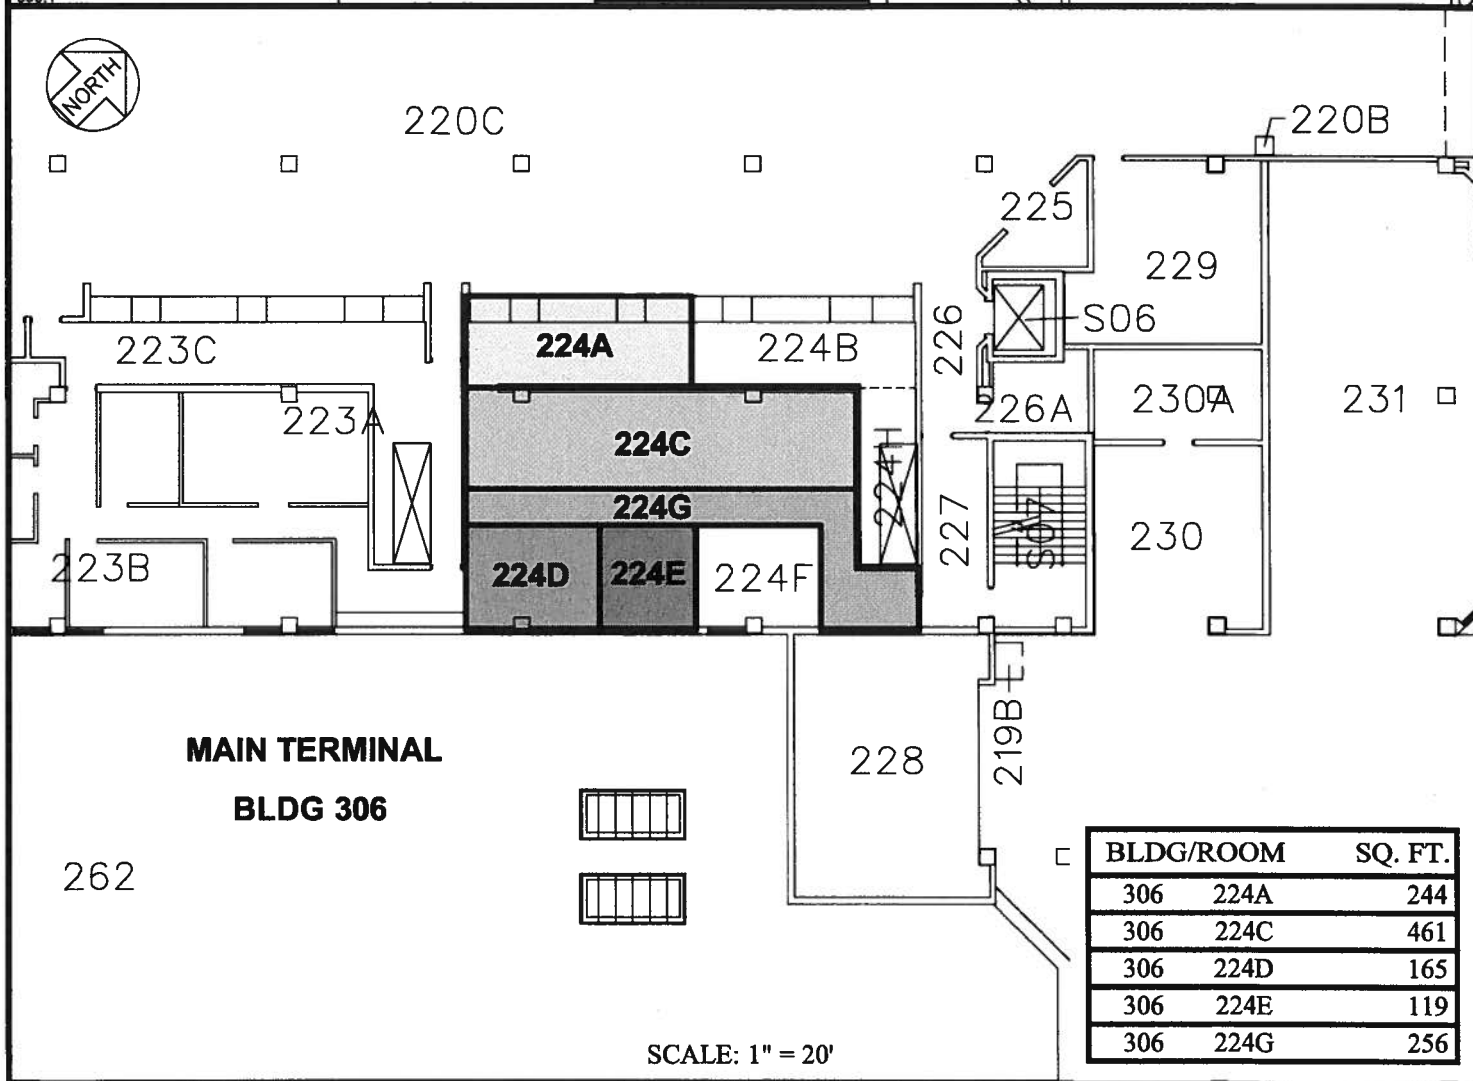 NORTH
220C
220B
225
229
226
S06
223C
224A
224B
223A
226A
230A
231
224C
224H
224G
227
S07
230
223B
224D
224E
224F
MAIN TERMINAL
BLDG 306
228
219B
262
BLDG/ROOM SQ. FT.
306 224A 244
306 224C 461
306 224D 165
306 224E 119
306 224G 256
SCALE: 1" = 20'